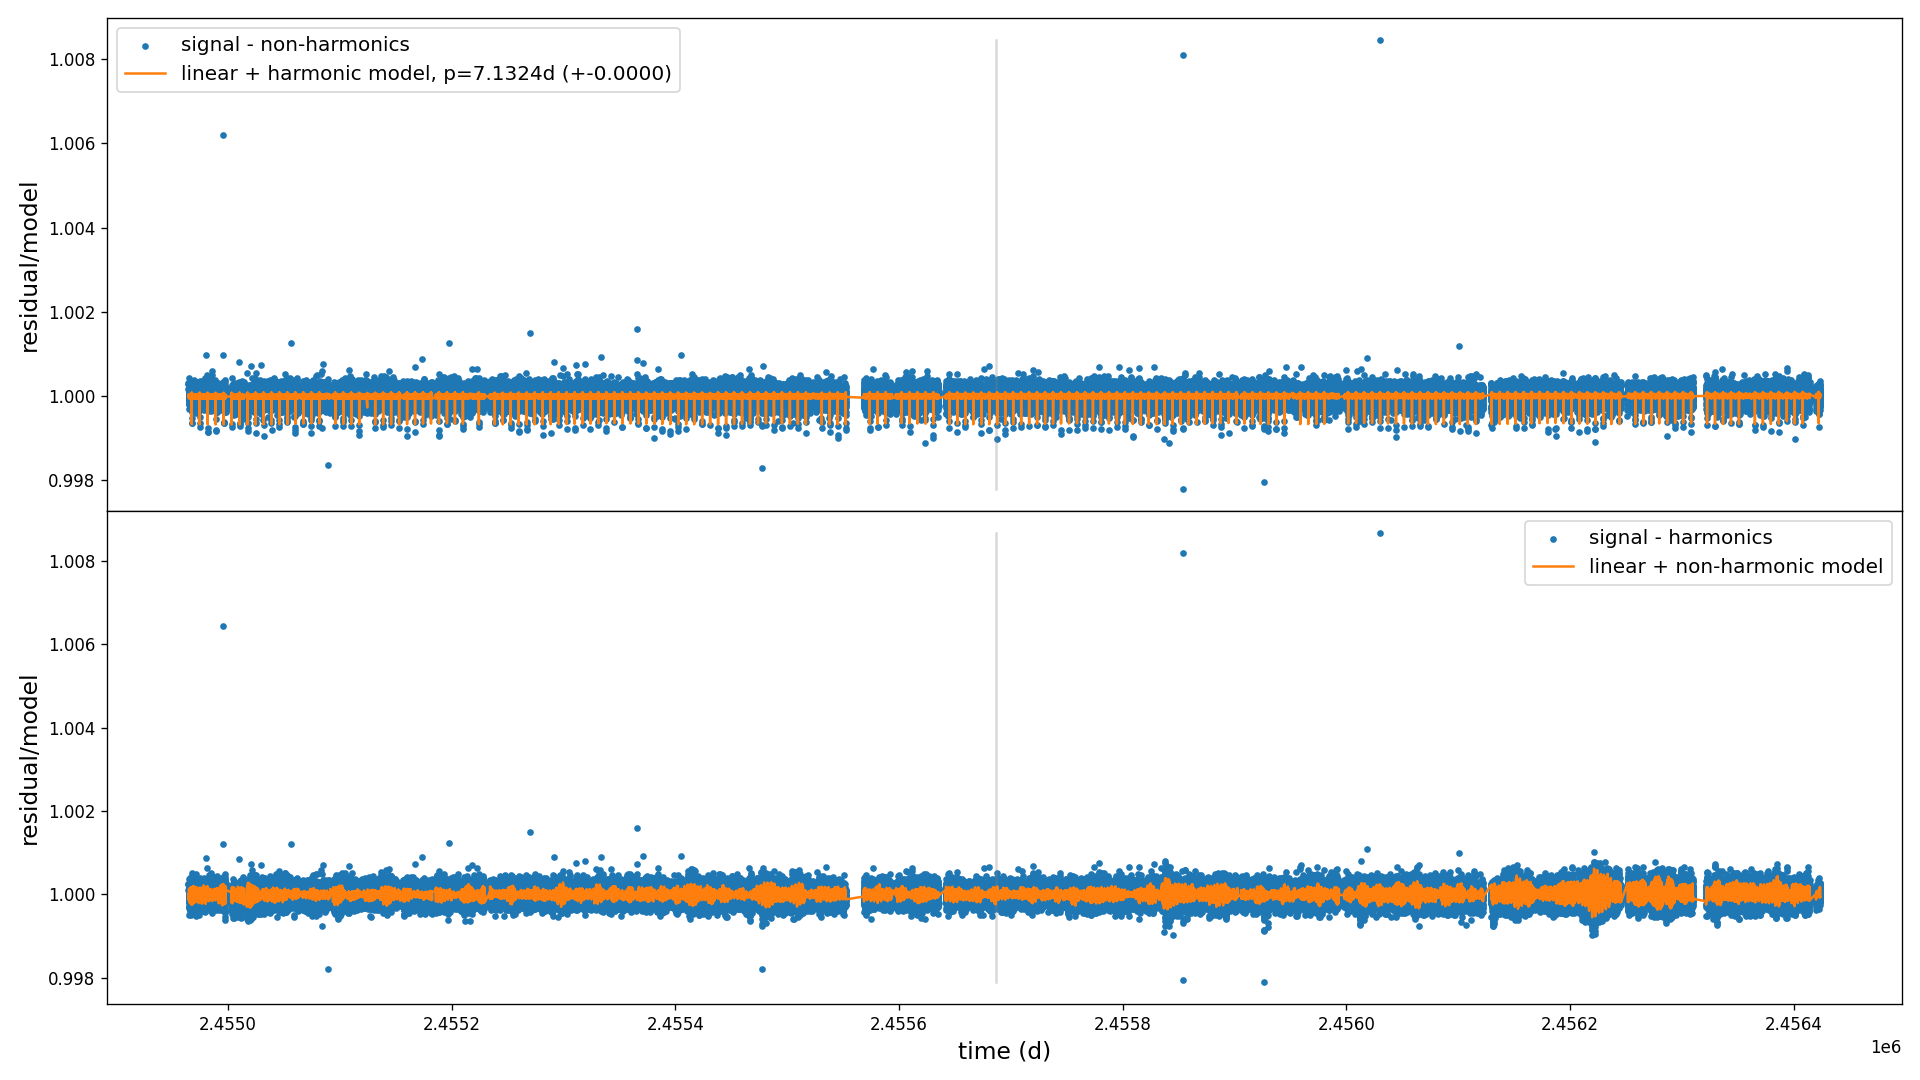 signal - non-harmonics
linear + harmonic model, p=7.1324d (+-0.0000)
1.008
1.006
1.004
1.002
1.000
0.998
residual/model
signal - harmonics
linear + non-harmonic model
1.008
1.006
1.004
1.002
1.000
0.998
residual/model
2.4550
2.4552
2.4554
2.4556
2.4558
2.4560
2.4562
2.4564
1e6
time (d)